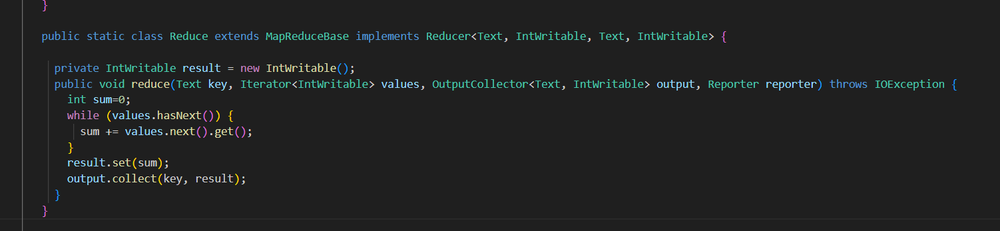 }
public static class Reduce extends MapReduceBase implements Reducer<Text, IntWritable, Text, IntWritable> {
private IntWritable result = new IntWritable();
public void reduce(Text key, Iterator<IntWritable> values, OutputCollector<Text, IntWritable> output, Reporter reporter) throws IOException {
int sum=0;
while (values.hasNext()) {
sum += values.next().get();
}
result.set(sum);
output.collect(key, result);
}
}